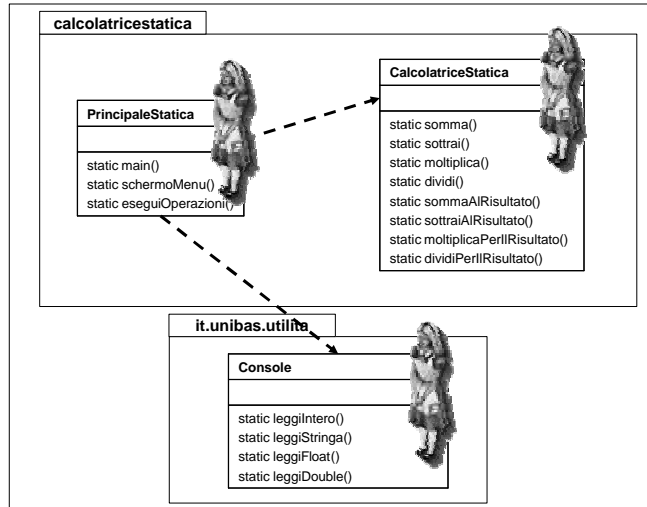 calcolatricestatica
PrincipaleStatica
static main()
static schermoMenu()
static eseguiOperazioni()
CalcolatriceStatica
static somma()
static sottrai()
static moltiplica()
static dividi()
static sommaAlRisultato()
static sottraiAlRisultato()
static moltiplicaPerIlRisultato()
static dividiPerIlRisultato()
it.unibas.utilita
Console
static leggiIntero()
static leggiStringa()
static leggiFloat()
static leggiDouble()